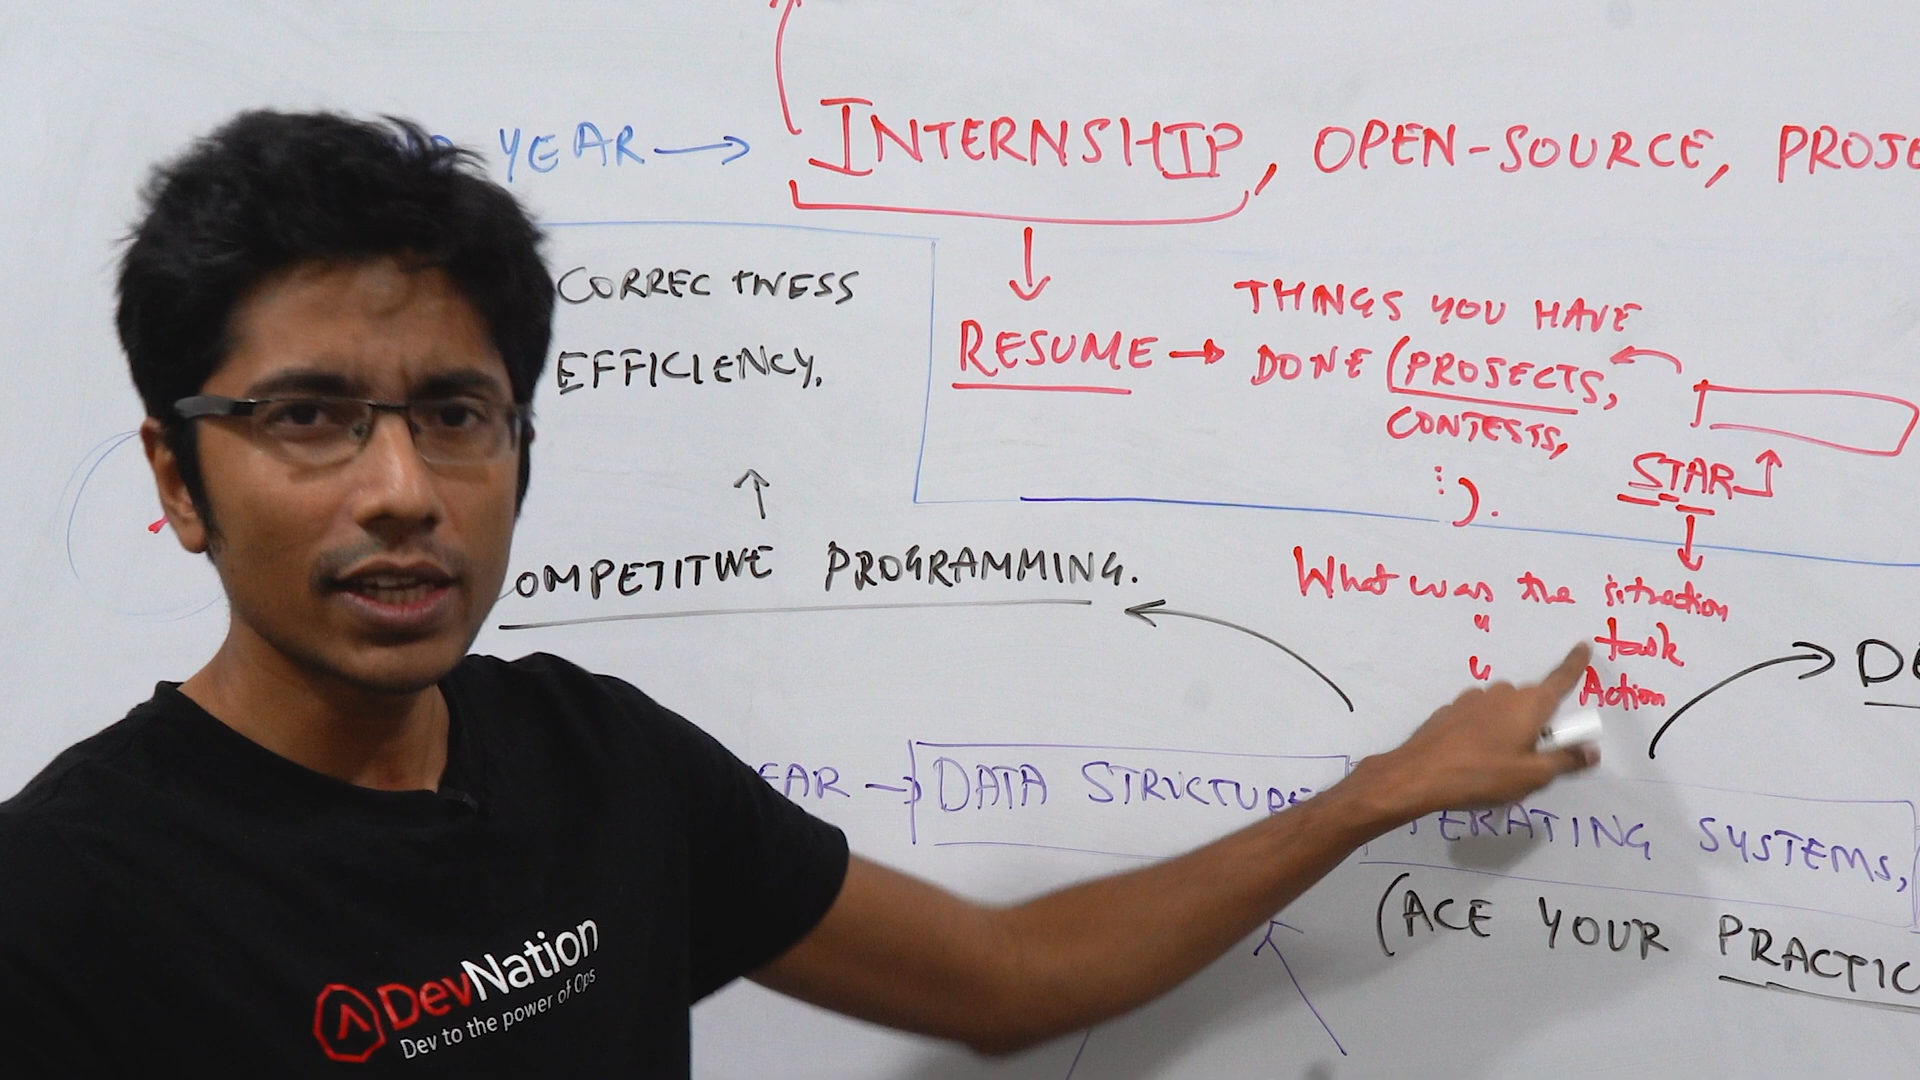 YEAR → INTERNSHIP, OPEN-SOURCE, PROJE
CORRECTNESS
EFFICIENCY.
RESUME → THINGS YOU HAVE
DONE (PROJECTS,
CONTESTS,
⋮).
STAR
What was the situation
" task
" Action
OMPETITIVE PROGRAMMING.
DE
EAR → DATA STRUCTURE
ERATING SYSTEMS,
(ACE YOUR PRACTIC
DevNation
Dev to the power of Ops